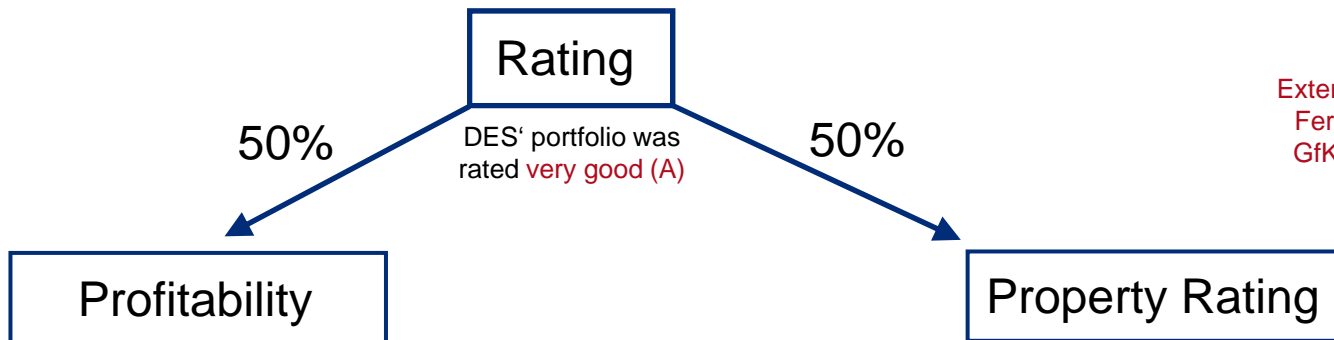 Rating
50%
DES‘ portfolio was
rated very good (A)
50%
Profitability
Property Rating